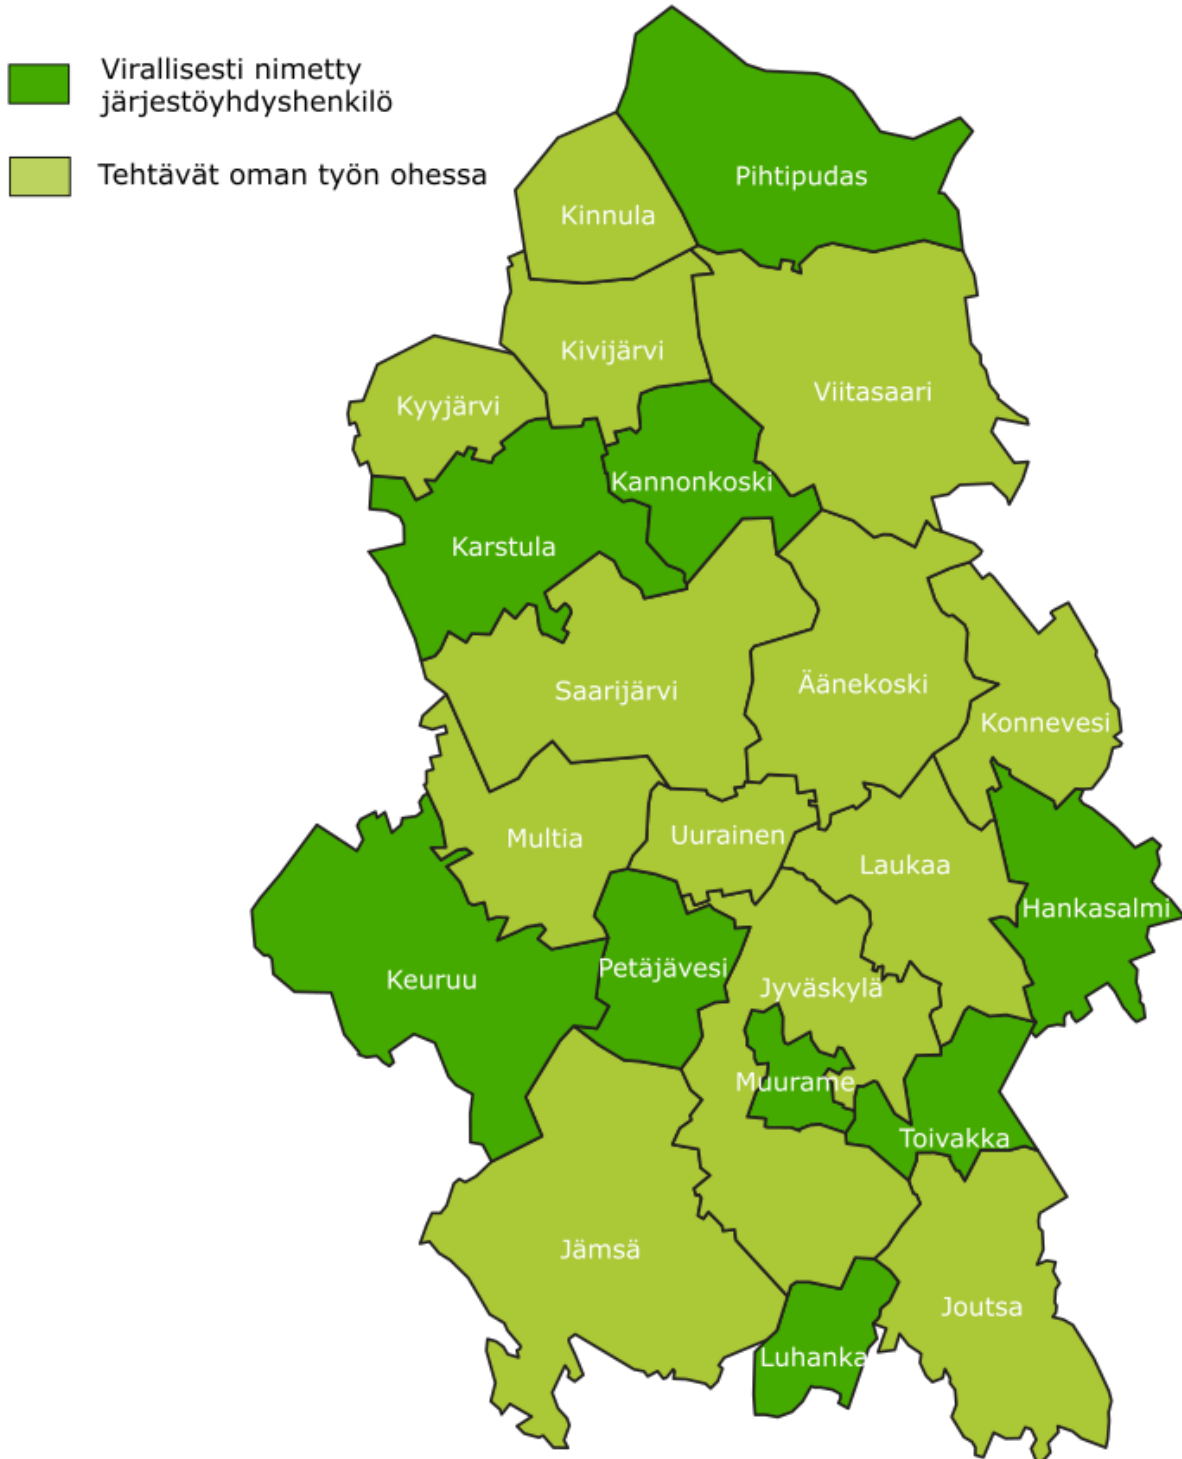 Virallisesti nimetty
järjestöyhdyshenkilö
Tehtävät oman työn ohessa
Pihtipudas
Kinnula
Kivijärvi
Viitasaari
Kyyjärvi
Kannonkoski
Karstula
Saarijärvi
Äänekoski
Konnevesi
Multia
Uurainen
Laukaa
Hankasalmi
Keuruu
Petäjävesi
Jyväskylä
Muurame
Toivakka
Jämsä
Joutsa
Luhanka